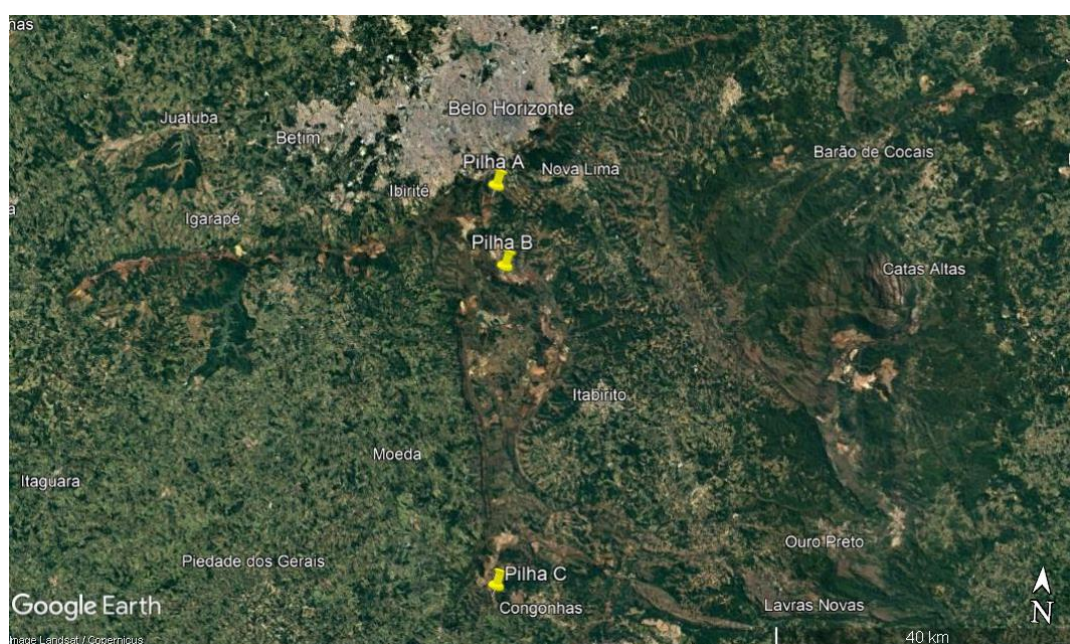 nas
Belo Horizonte
Juatuba
Betim
Barão de Cocais
Pilha A
Nova Lima
Ibirité
Igarapé
Pilha B
Catas Altas
Itabirito
Moeda
Itaguara
Ouro Preto
Piedade dos Gerais
Pilha C
Google Earth
Congonhas
Lavras Novas
N
Image Landsat / Copernicus
40 km